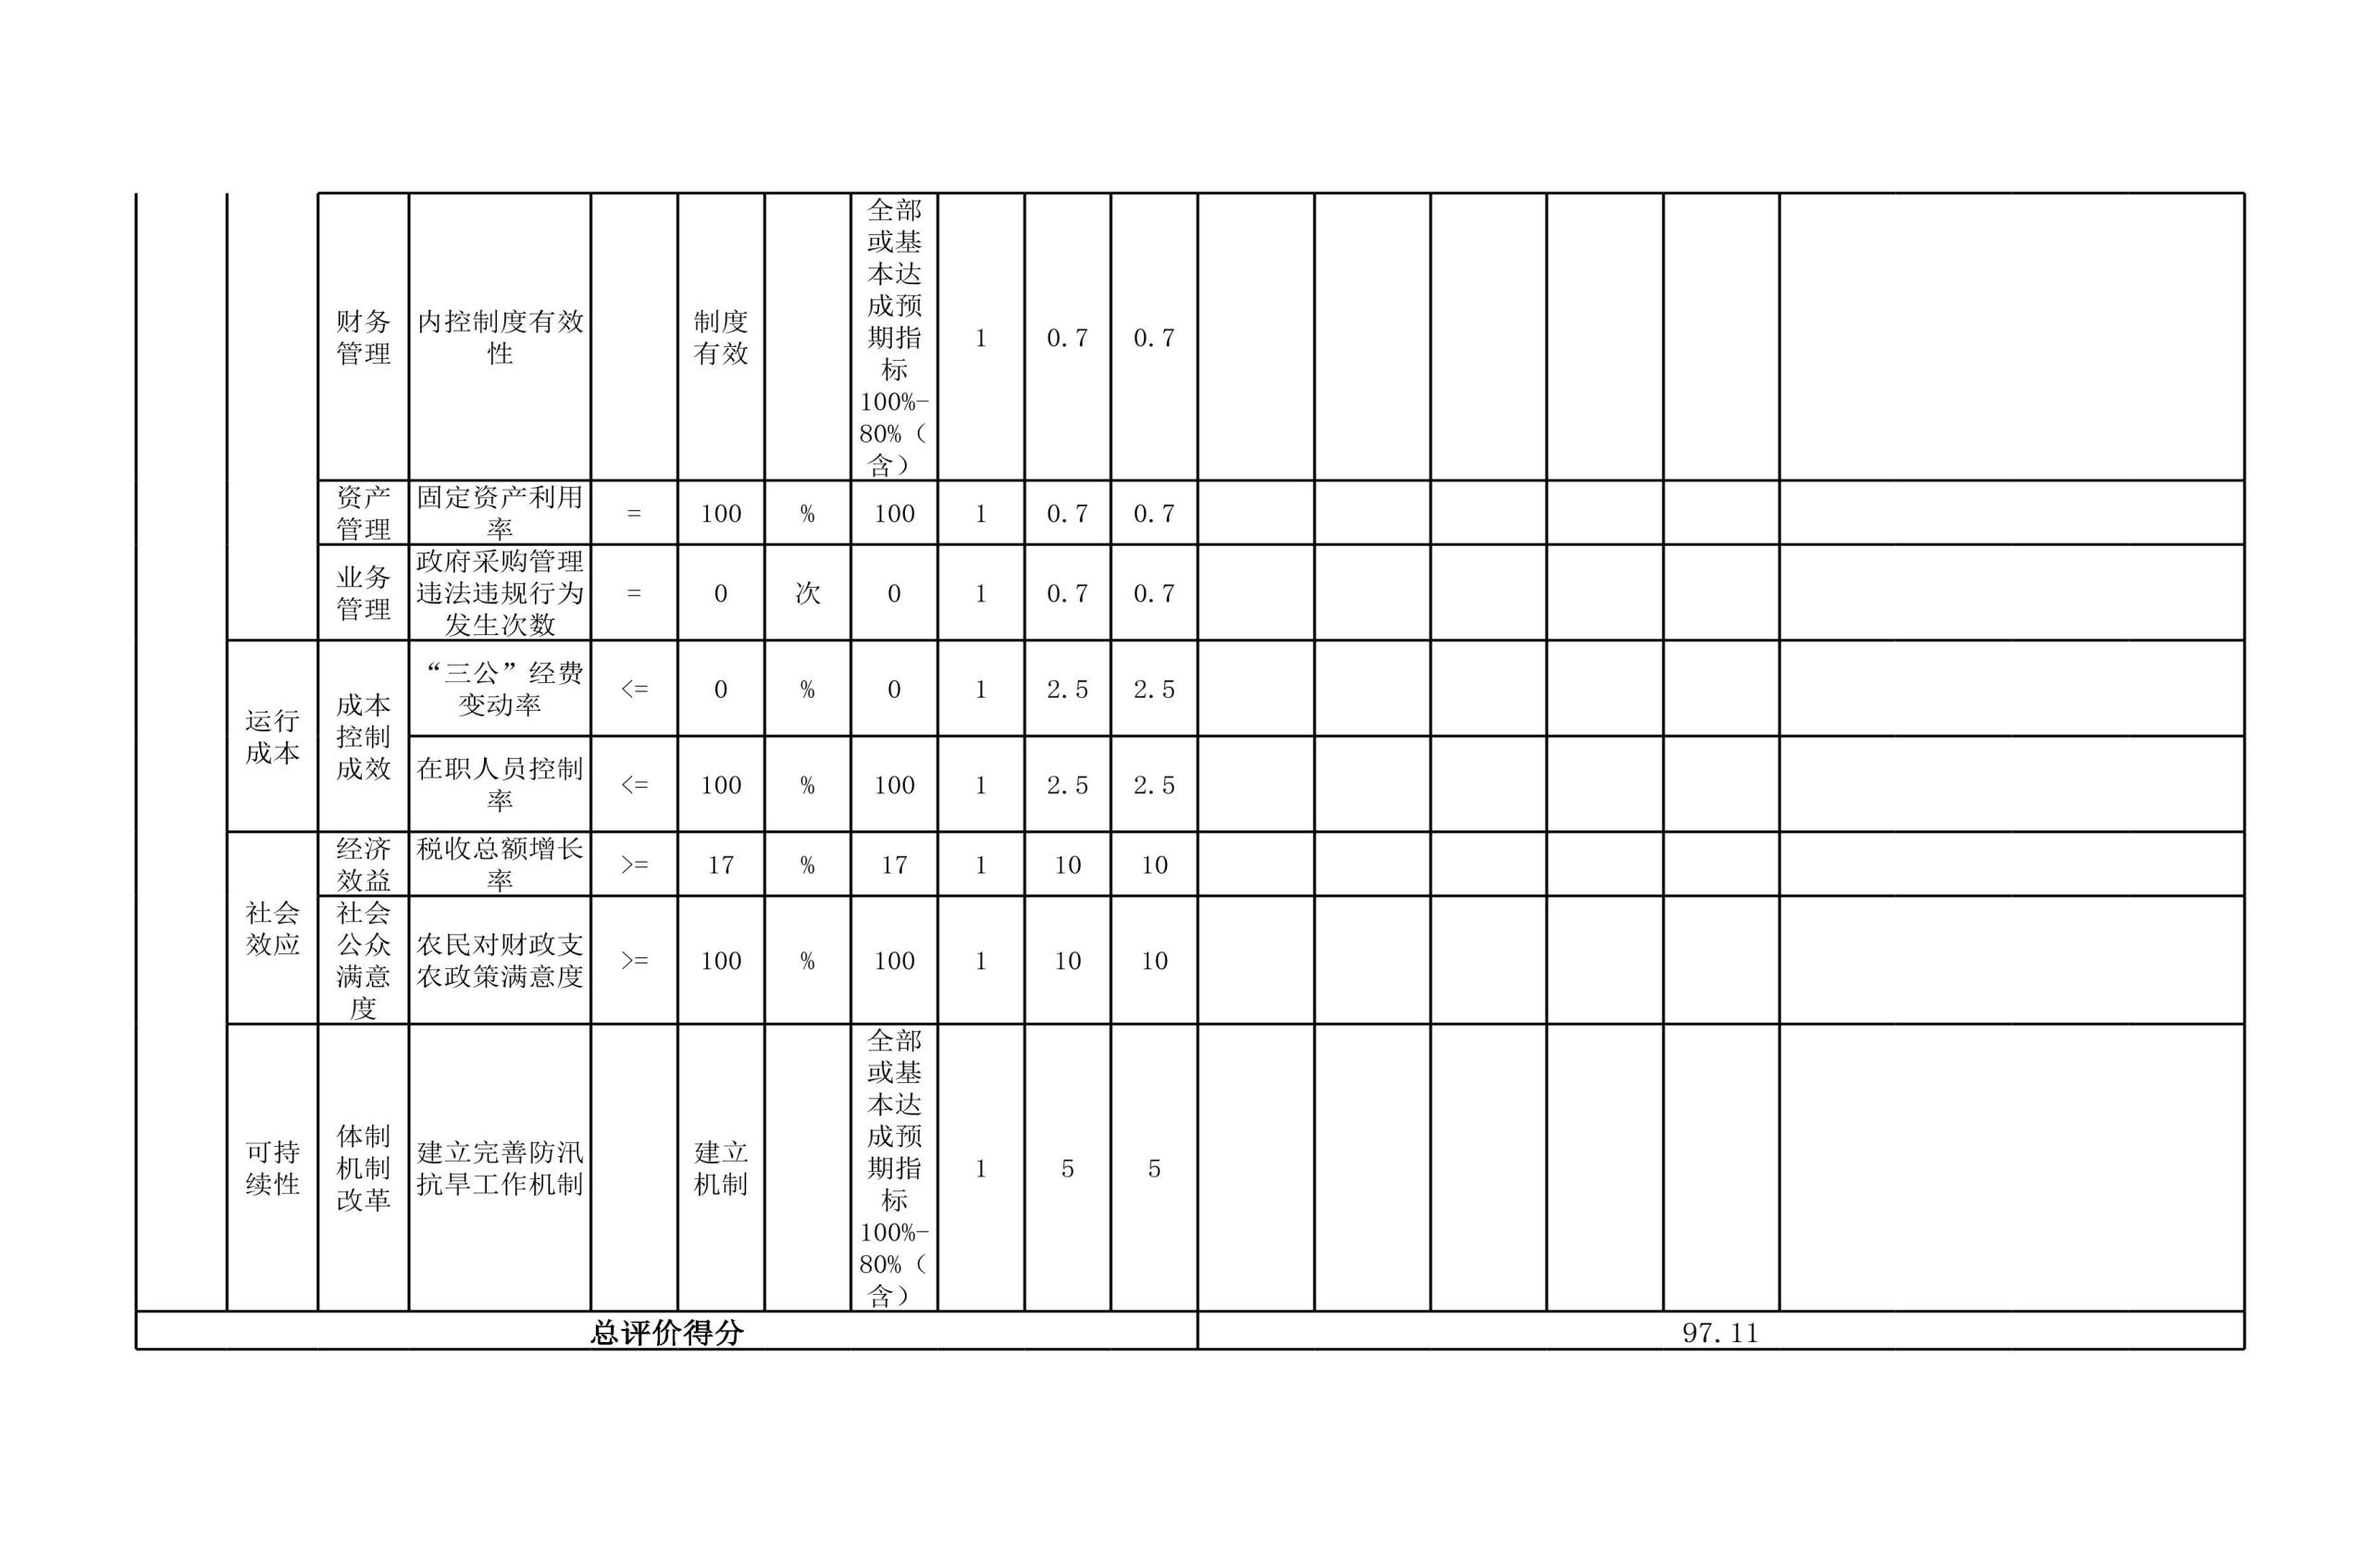 财务管理 内控制度有效性 制度有效 全部或基本达成预期指标100%-80%（含） 1 0.7 0.7
资产管理 固定资产利用率 = 100 % 100 1 0.7 0.7
业务管理 政府采购管理违法违规行为发生次数 = 0 次 0 1 0.7 0.7
运行成本 成本控制成效 “三公”经费变动率 <= 0 % 0 1 2.5 2.5
在职人员控制率 <= 100 % 100 1 2.5 2.5
社会效应 经济效益 税收总额增长率 >= 17 % 17 1 10 10
社会公众满意度 农民对财政支农政策满意度 >= 100 % 100 1 10 10
可持续性 体制机制改革 建立完善防汛抗旱工作机制 建立机制 全部或基本达成预期指标100%-80%（含） 1 5 5
总评价得分 97.11